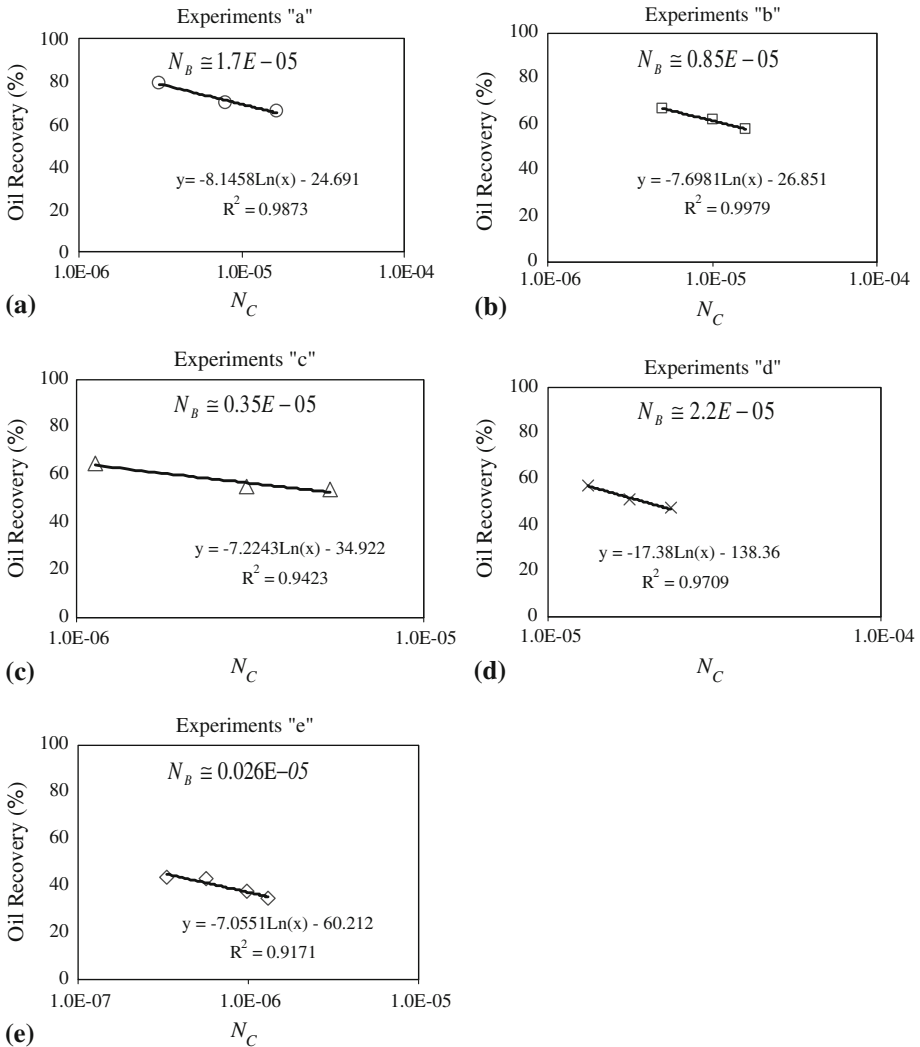 Experiments "a"
Oil Recovery (%)
100
80
60
40
20
0
N_B ≅ 1.7E − 05
y= -8.1458Ln(x) - 24.691
R² = 0.9873
1.0E-06 1.0E-05 1.0E-04
(a) N_C
Experiments "b"
Oil Recovery (%)
100
80
60
40
20
0
N_B ≅ 0.85E − 05
y = -7.6981Ln(x) - 26.851
R² = 0.9979
1.0E-06 1.0E-05 1.0E-04
(b) N_C
Experiments "c"
Oil Recovery (%)
100
80
60
40
20
0
N_B ≅ 0.35E − 05
y = -7.2243Ln(x) - 34.922
R² = 0.9423
1.0E-06 1.0E-05
(c) N_C
Experiments "d"
Oil Recovery (%)
100
80
60
40
20
0
N_B ≅ 2.2E − 05
y = -17.38Ln(x) - 138.36
R² = 0.9709
1.0E-05 1.0E-04
(d) N_C
Experiments "e"
Oil Recovery (%)
100
80
60
40
20
0
N_B ≅ 0.026E–05
y = -7.0551Ln(x) - 60.212
R² = 0.9171
1.0E-07 1.0E-06 1.0E-05
(e) N_C